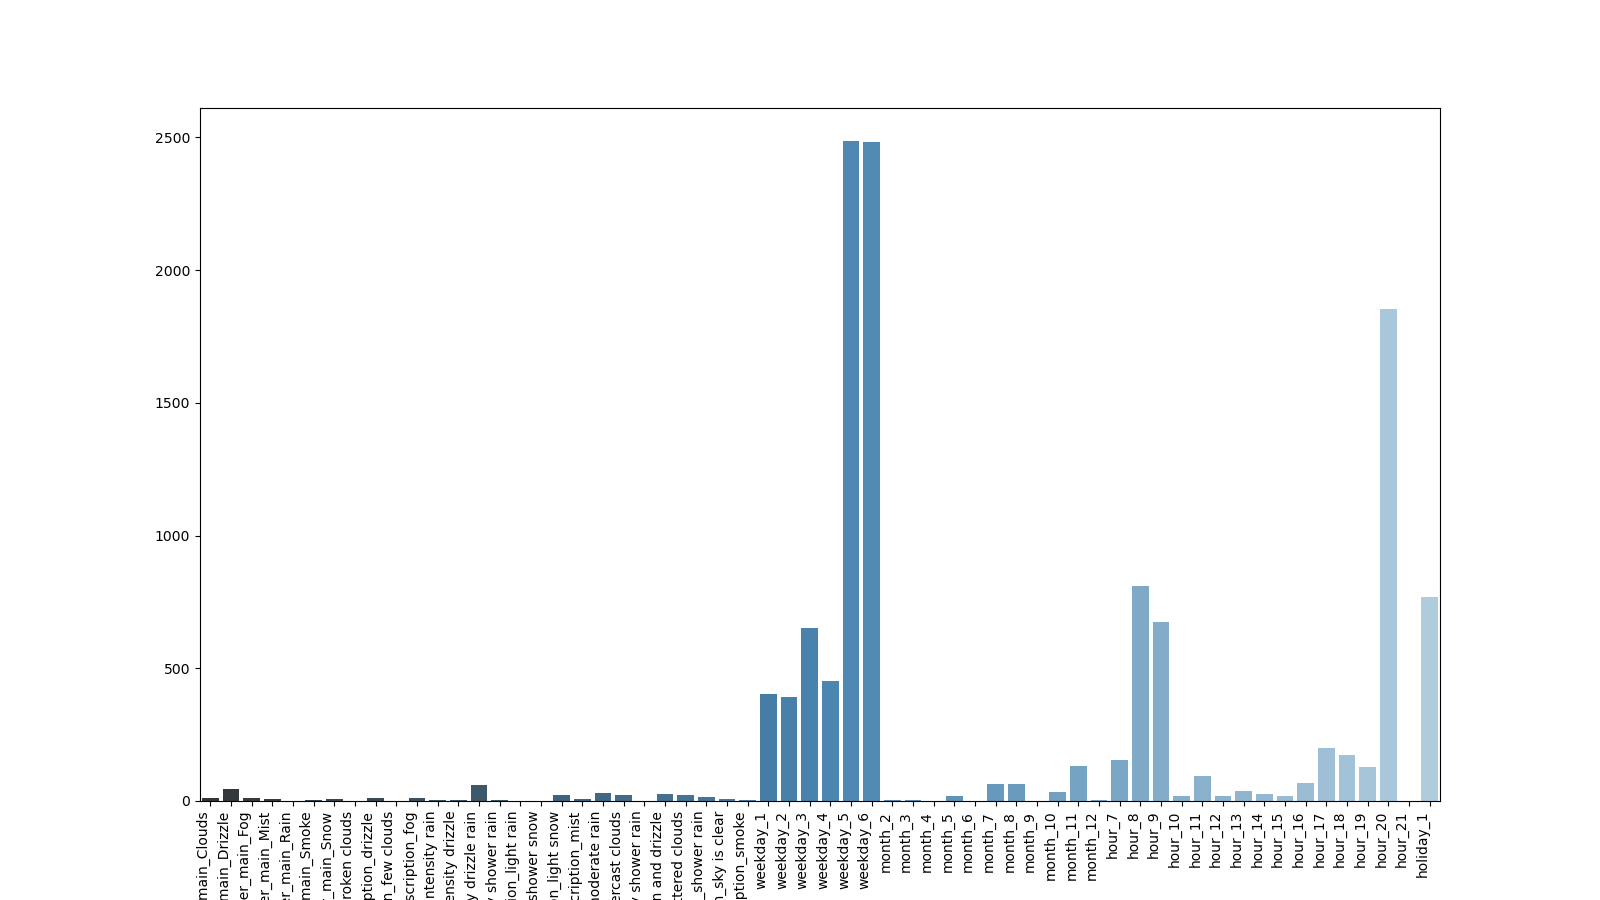 2500
2000
1500
1000
500
0
main_Clouds
main_Drizzle
er_main_Fog
er_main_Mist
er_main_Rain
main_Smoke
r_main_Snow
roken clouds
ption_drizzle
n_few clouds
scription_fog
ntensity rain
ensity drizzle
y drizzle rain
y shower rain
ion_light rain
shower snow
on_light snow
cription_mist
noderate rain
ercast clouds
y shower rain
n and drizzle
ttered clouds
_shower rain
n_sky is clear
ption_smoke
weekday_1
weekday_2
weekday_3
weekday_4
weekday_5
weekday_6
month_2
month_3
month_4
month_5
month_6
month_7
month_8
month_9
month_10
month_11
month_12
hour_7
hour_8
hour_9
hour_10
hour_11
hour_12
hour_13
hour_14
hour_15
hour_16
hour_17
hour_18
hour_19
hour_20
hour_21
holiday_1